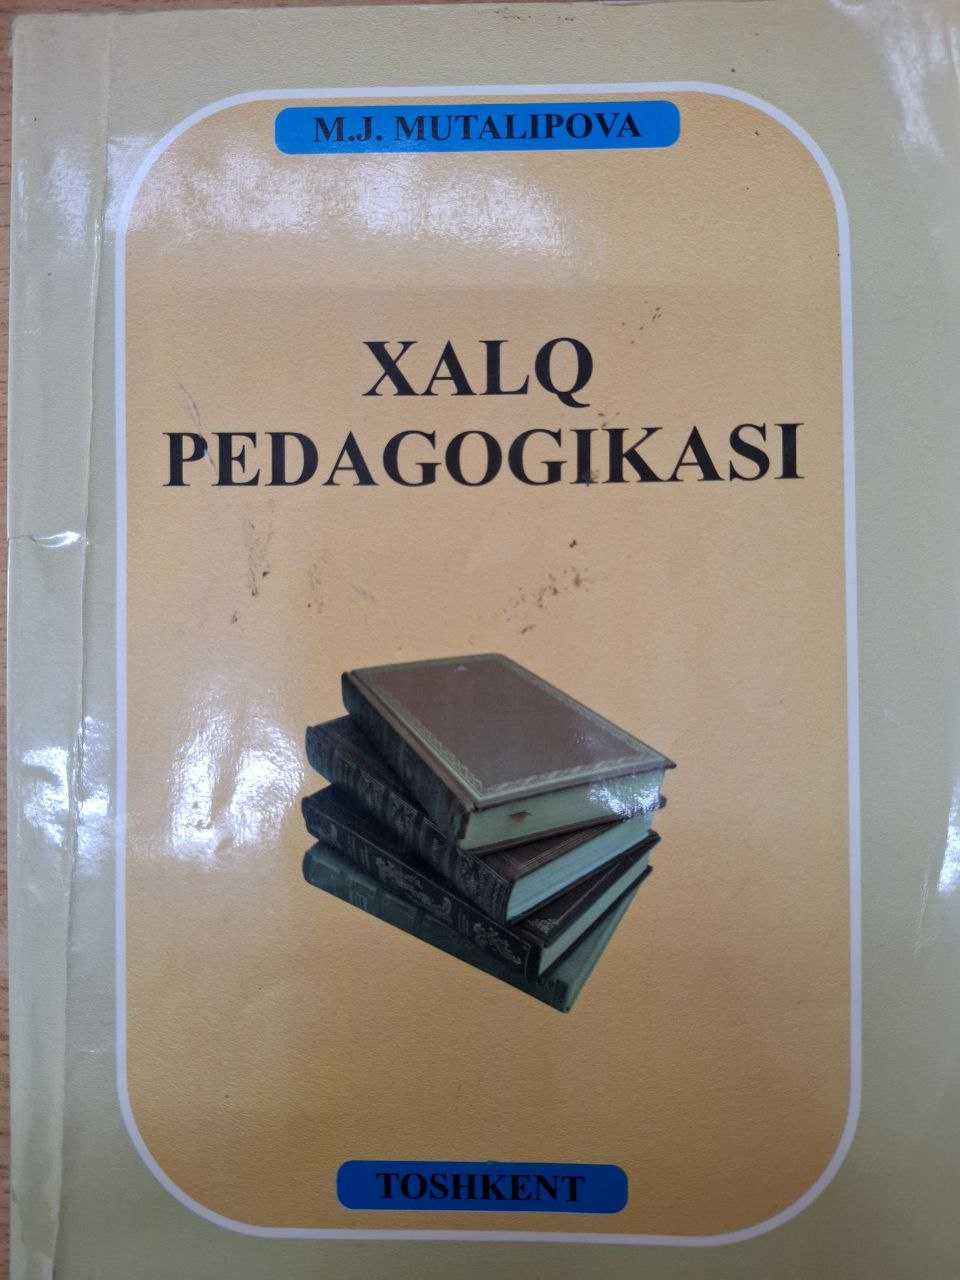 M.J. MUTALIPOVA
XALQ
PEDAGOGIKASI
TOSHKENT